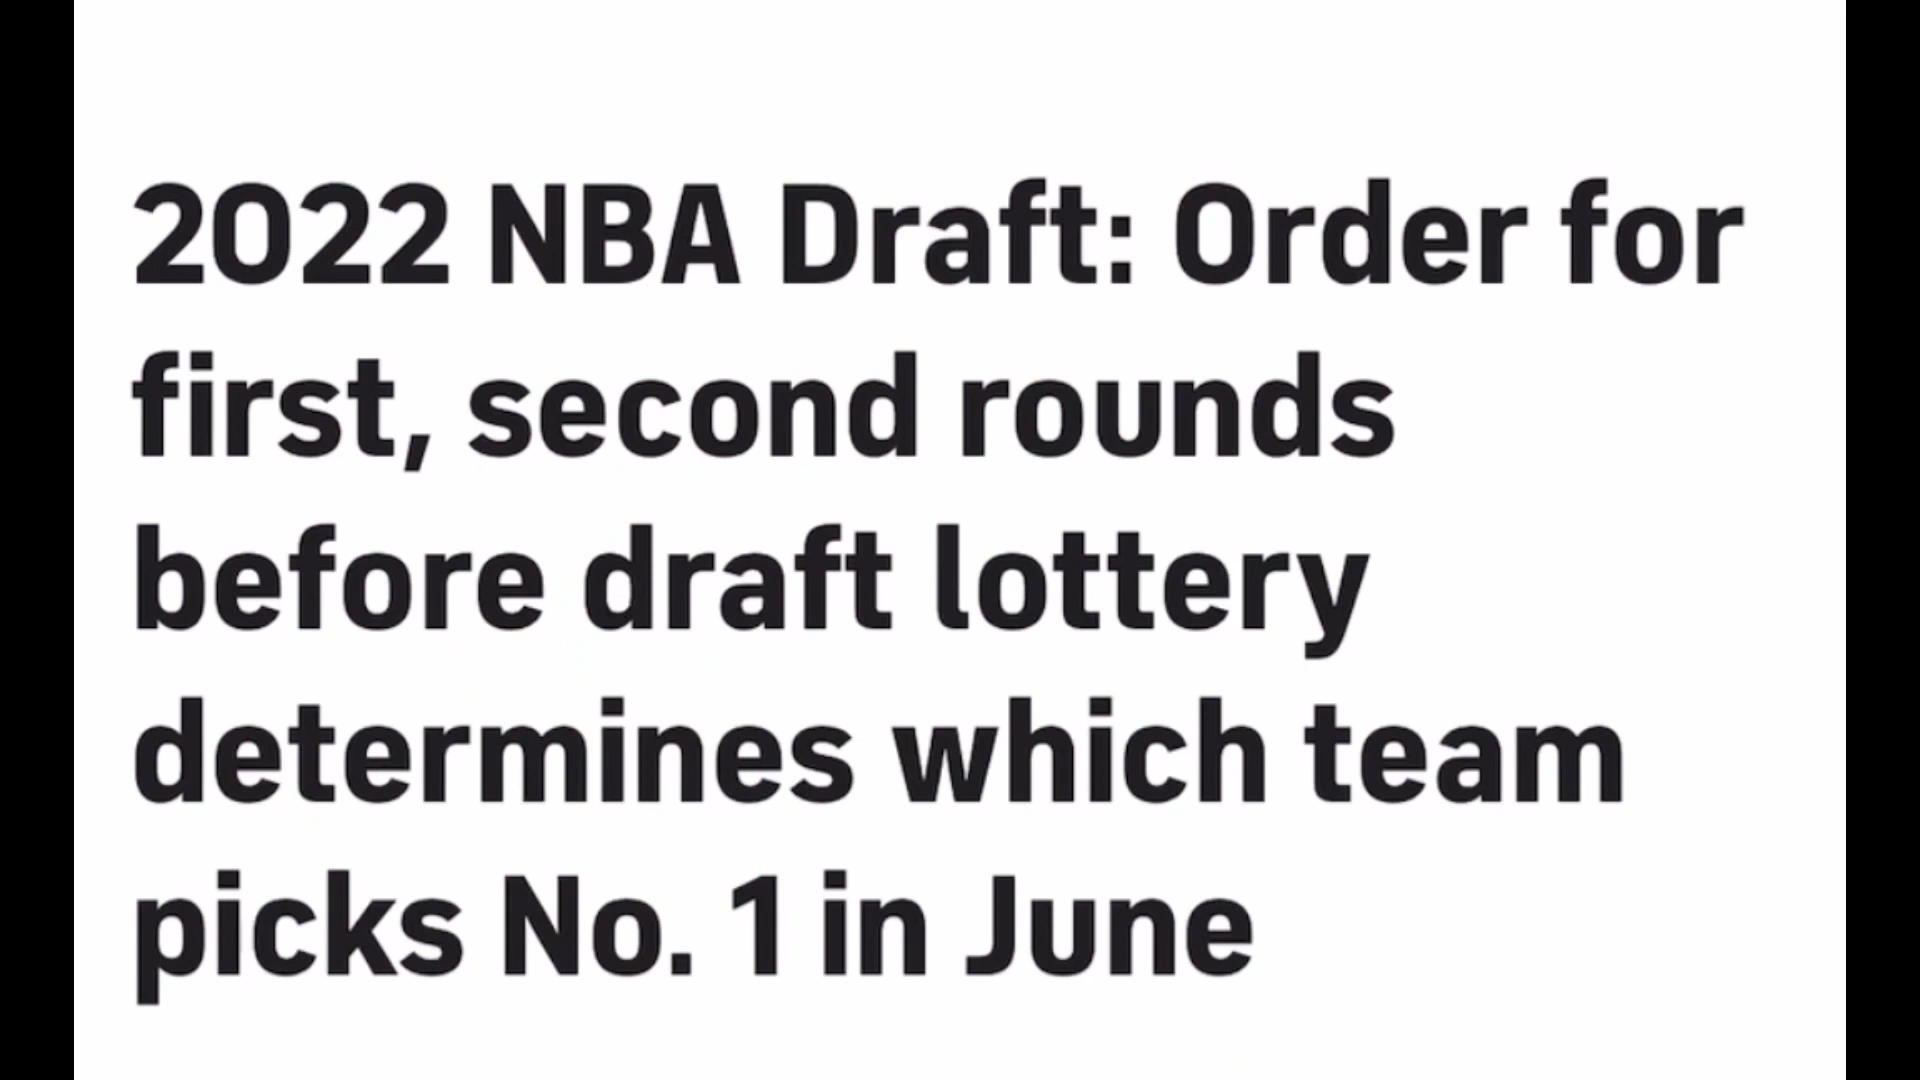 2022 NBA Draft: Order for
first, second rounds
before draft lottery
determines which team
picks No. 1 in June